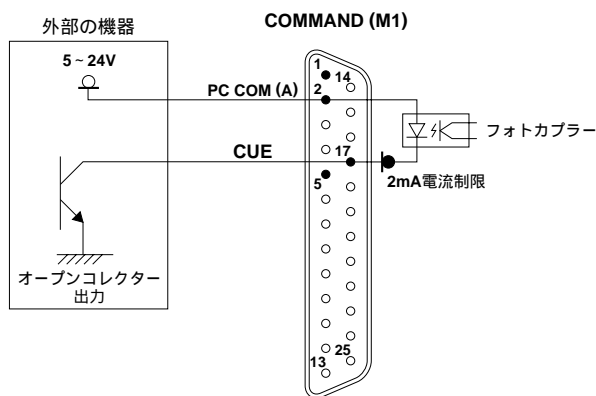 COMMAND (M1)
外部の機器
5～24V
PC COM (A)
CUE
オープンコレクター
出力
1
14
2
17
5
13
25
フォトカプラー
2mA電流制限